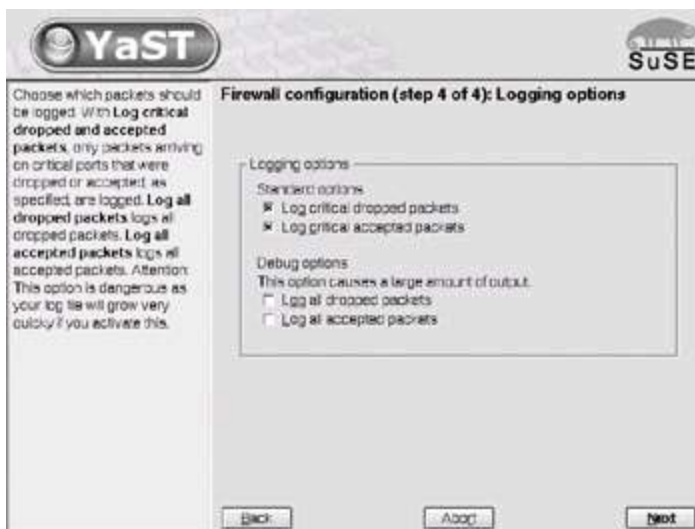 YaST
SuSE
Choose which packets should
be logged. With Log critical
dropped and accepted
packets, only packets arriving
on critical ports that were
dropped or accepted, as
specified, are logged. Log all
dropped packets logs all
dropped packets. Log all
accepted packets logs all
accepted packets. Attention:
This option is dangerous as
your log file will grow very
quickly if you activate this.
Firewall configuration (step 4 of 4): Logging options
Logging options
Standard options
Log critical dropped packets
Log critical accepted packets
Debug options
This option causes a large amount of output.
Log all dropped packets
Log all accepted packets
Back
Abort
Next